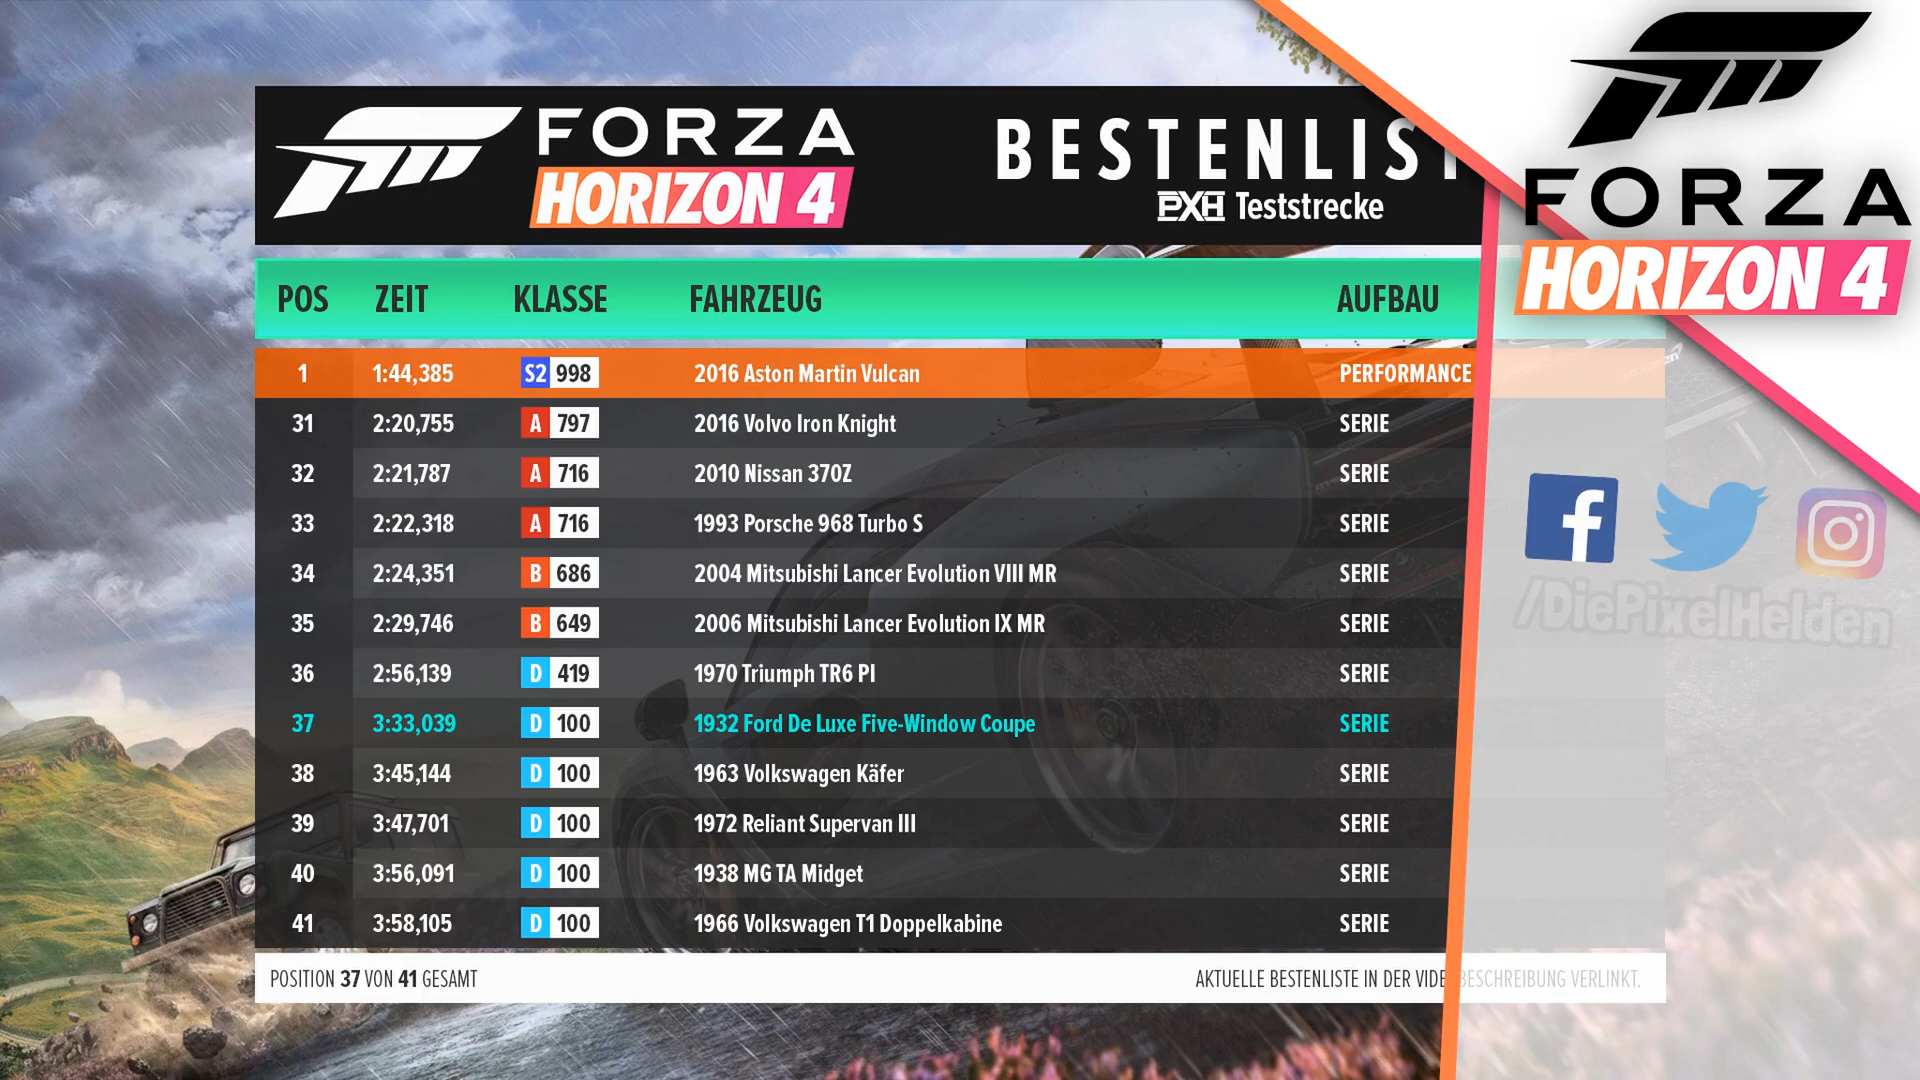 FORZA
HORIZON 4
BESTENLIST
PXH Teststrecke
FORZA
HORIZON 4
POS ZEIT KLASSE FAHRZEUG AUFBAU
1 1:44,385 S2 998 2016 Aston Martin Vulcan PERFORMANCE
31 2:20,755 A 797 2016 Volvo Iron Knight SERIE
32 2:21,787 A 716 2010 Nissan 370Z SERIE
33 2:22,318 A 716 1993 Porsche 968 Turbo S SERIE
34 2:24,351 B 686 2004 Mitsubishi Lancer Evolution VIII MR SERIE
35 2:29,746 B 649 2006 Mitsubishi Lancer Evolution IX MR SERIE
36 2:56,139 D 419 1970 Triumph TR6 PI SERIE
37 3:33,039 D 100 1932 Ford De Luxe Five-Window Coupe SERIE
38 3:45,144 D 100 1963 Volkswagen Käfer SERIE
39 3:47,701 D 100 1972 Reliant Supervan III SERIE
40 3:56,091 D 100 1938 MG TA Midget SERIE
41 3:58,105 D 100 1966 Volkswagen T1 Doppelkabine SERIE
/DiePixelHelden
POSITION 37 VON 41 GESAMT
AKTUELLE BESTENLISTE IN DER VIDEOBESCHREIBUNG VERLINKT.